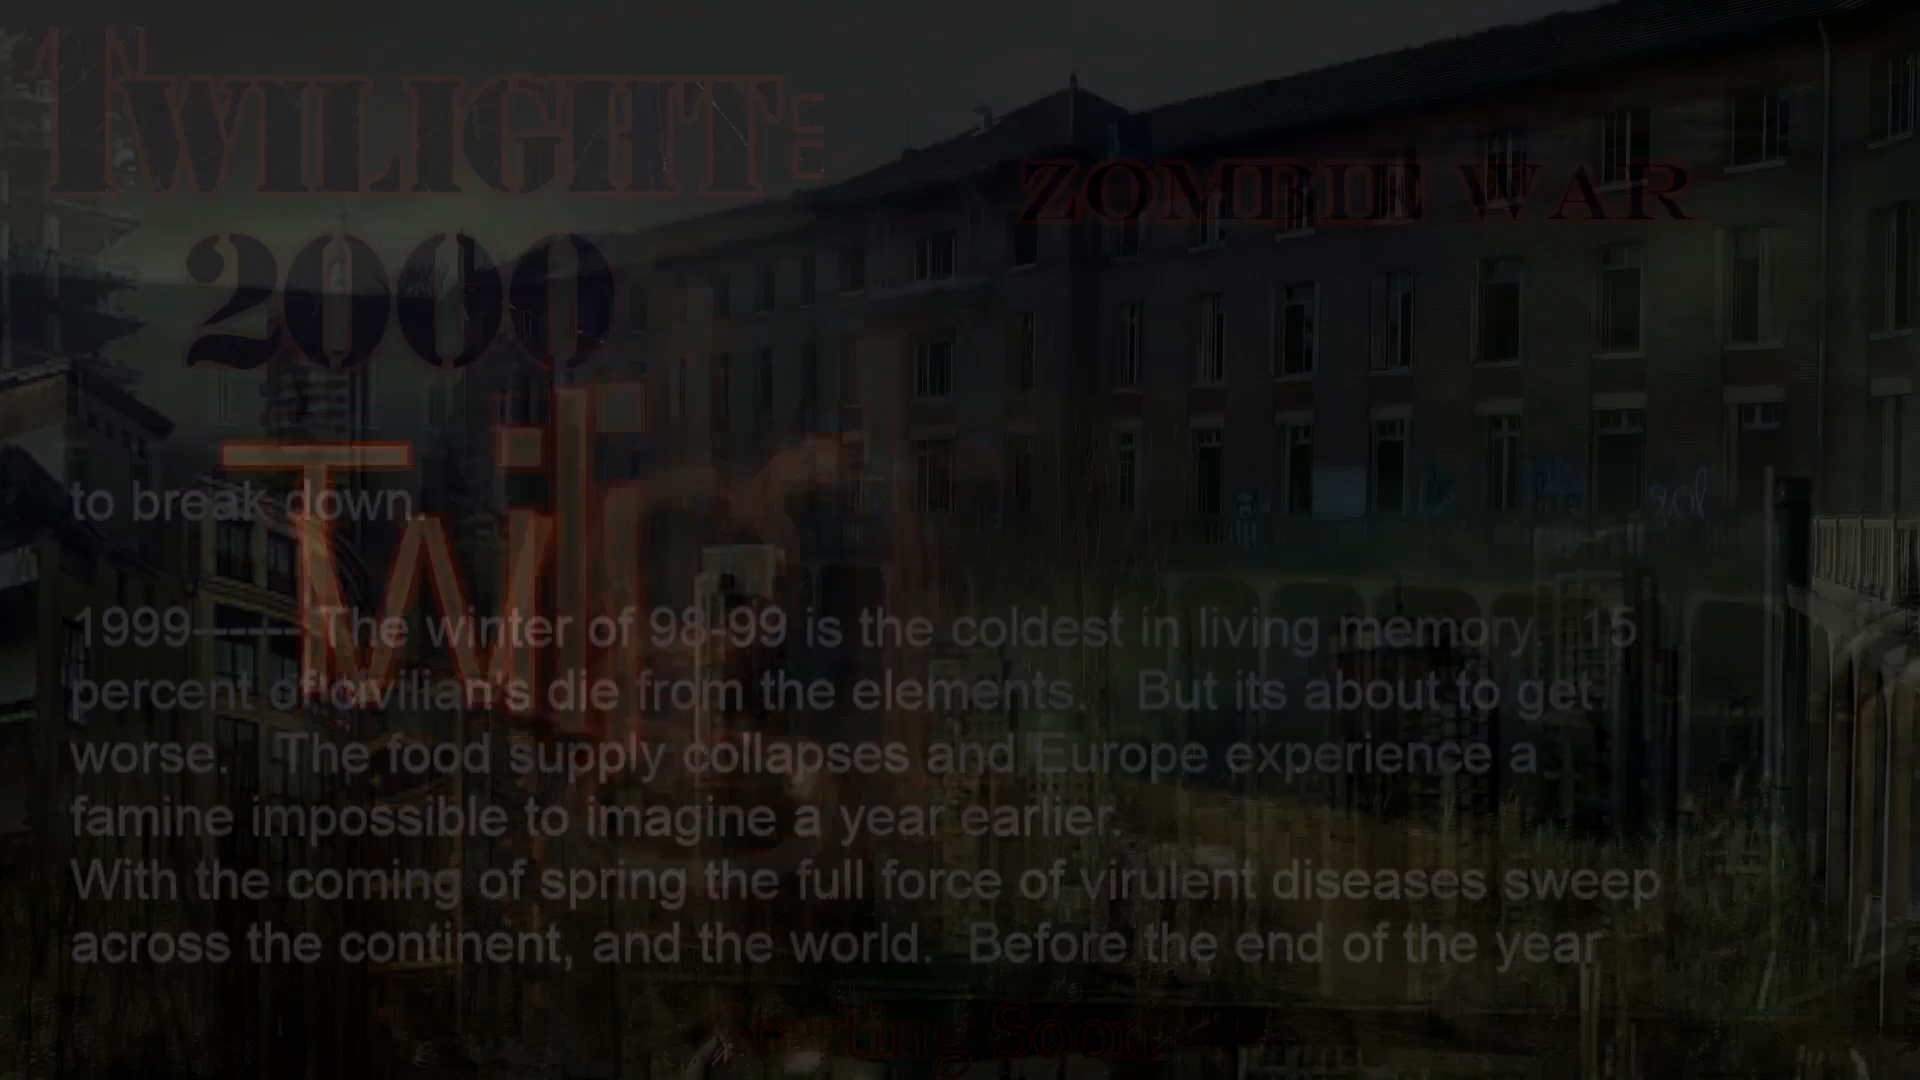 TWILIGHT
2000
ZOMBIE WAR
Twi
to break down.
1999------ The winter of 98-99 is the coldest in living memory. 15
percent of civilian's die from the elements. But its about to get
worse. The food supply collapses and Europe experience a
famine impossible to imagine a year earlier.
With the coming of spring the full force of virulent diseases sweep
across the continent, and the world. Before the end of the year
Starting Soon